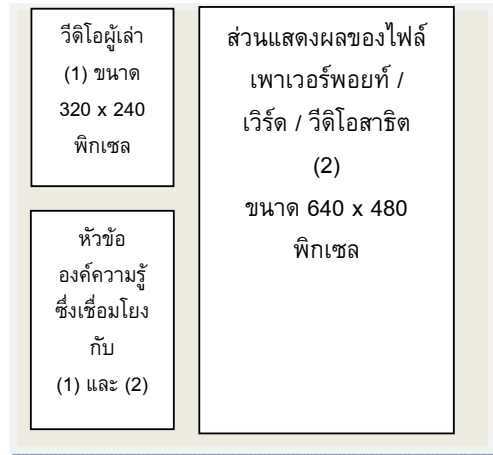 วีดิโอผู้เล่า
(1) ขนาด
320 x 240
พิกเซล
หัวข้อ
องค์ความรู้
ซึ่งเชื่อมโยง
กับ
(1) และ (2)
ส่วนแสดงผลของไฟล์
เพาเวอร์พอยท์ /
เวิร์ด / วีดิโอสาธิต
(2)
ขนาด 640 x 480
พิกเซล